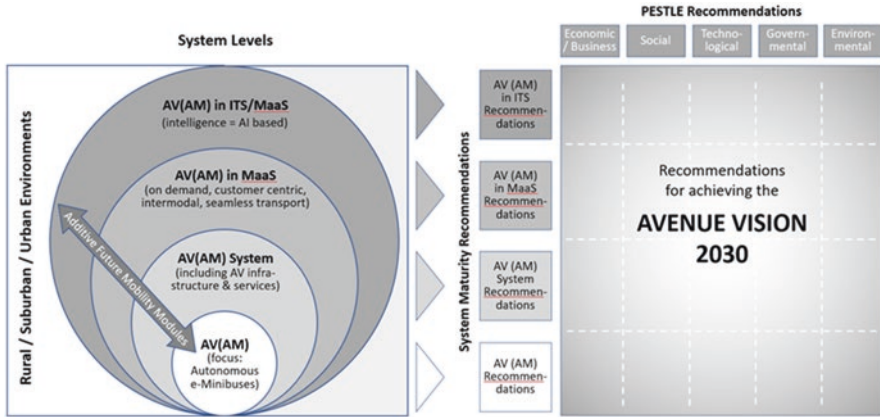 PESTLE Recommendations
System Levels
Economic
/ Business
Social
Techno-
logical
Govern-
mental
Environ-
mental
Rural / Suburban / Urban Environments
AV(AM) in ITS/MaaS
(intelligence = AI based)
AV(AM) in MaaS
(on demand, customer centric,
intermodal, seamless transport)
AV(AM) System
(including AV infra-
structure & services)
AV(AM)
(focus:
Autonomous
e-Minibuses)
Additive Future Mobility Modules
System Maturity Recommendations
AV (AM)
in ITS
Recommen-
dations
AV (AM)
in MaaS
Recommen-
dations
AV (AM)
System
Recommen-
dations
AV (AM)
Recommen-
dations
Recommendations
for achieving the
AVENUE VISION
2030